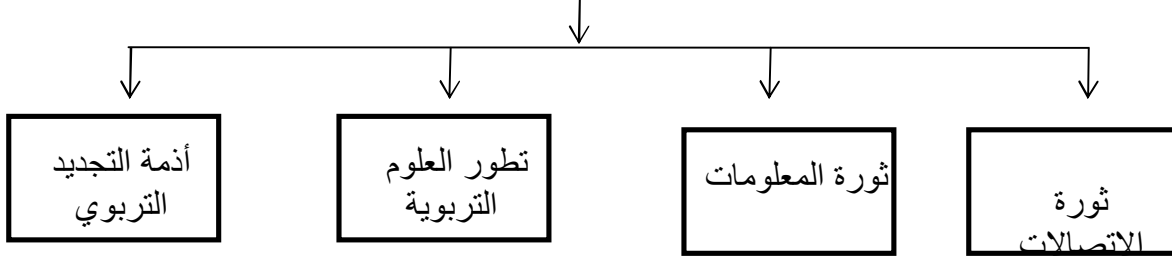 ثورة
الاتصالات
ثورة المعلومات
تطور العلوم
التربوية
أذمة التجديد
التربوي